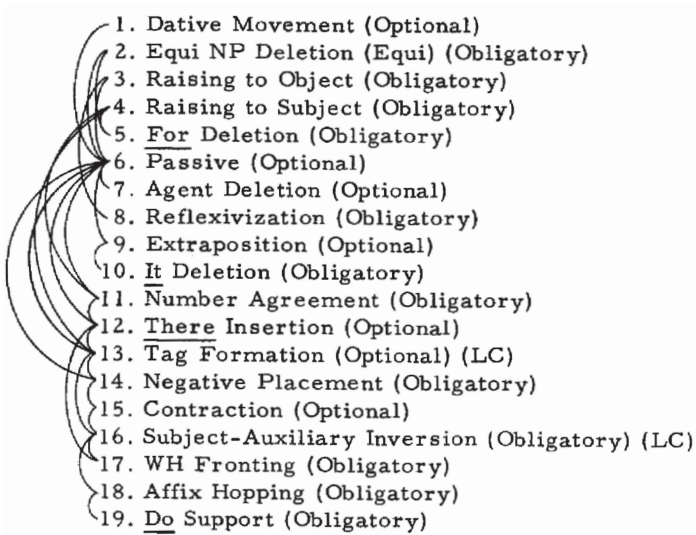 1. Dative Movement (Optional)
2. Equi NP Deletion (Equi) (Obligatory)
3. Raising to Object (Obligatory)
4. Raising to Subject (Obligatory)
5. For Deletion (Obligatory)
6. Passive (Optional)
7. Agent Deletion (Optional)
8. Reflexivization (Obligatory)
9. Extraposition (Optional)
10. It Deletion (Obligatory)
11. Number Agreement (Obligatory)
12. There Insertion (Optional)
13. Tag Formation (Optional) (LC)
14. Negative Placement (Obligatory)
15. Contraction (Optional)
16. Subject-Auxiliary Inversion (Obligatory) (LC)
17. WH Fronting (Obligatory)
18. Affix Hopping (Obligatory)
19. Do Support (Obligatory)